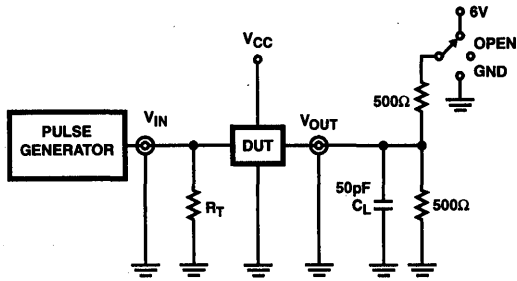 6V
OPEN
GND
VCC
500Ω
PULSE
GENERATOR
VIN
DUT
VOUT
RT
50pF
CL
500Ω